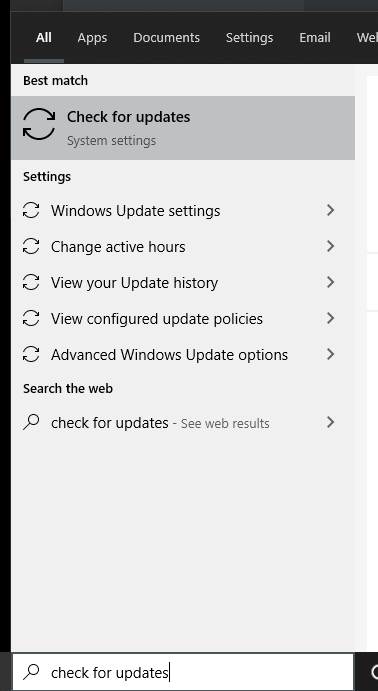 All Apps Documents Settings Email
Best match
Check for updates
System settings
Settings
Windows Update settings
Change active hours
View your Update history
View configured update policies
Advanced Windows Update options
Search the web
check for updates - See web results
check for updates